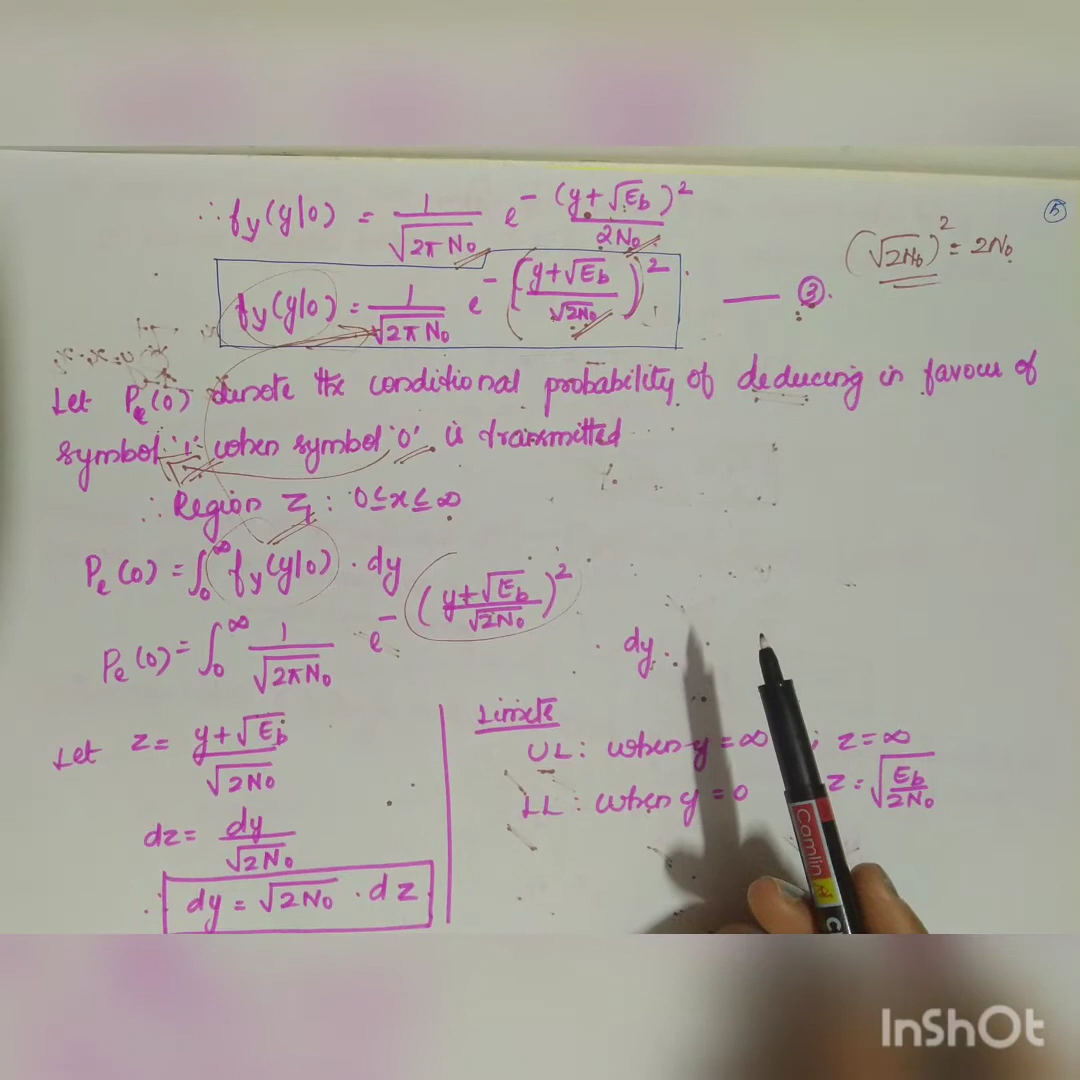 ∴ fy(y|0) = 1/√2πN₀ e^-(y+√Eb)²/2N₀
5
(√2N₀)² = 2N₀
fy(y|0) = 1/√2πN₀ e^-((y+√Eb)/√2N₀)² — ③.
Let Pe(0) denote the conditional probability of deducing in favour of
symbol '1' when symbol '0' is transmitted
∴ Region Z₁ : 0≤x≤∞
Pe(0) = ∫₀^∞ fy(y|0) · dy
Pe(0) = ∫₀^∞ 1/√2πN₀ e^-((y+√Eb)/√2N₀)² · dy.
Let z = (y+√Eb)/√2N₀
dz = dy/√2N₀
∴ dy = √2N₀ · dz
Limits
UL : when y = ∞ ; z = ∞
LL : when y = 0 z = √(Eb/2N₀)
Camlin
InShOt